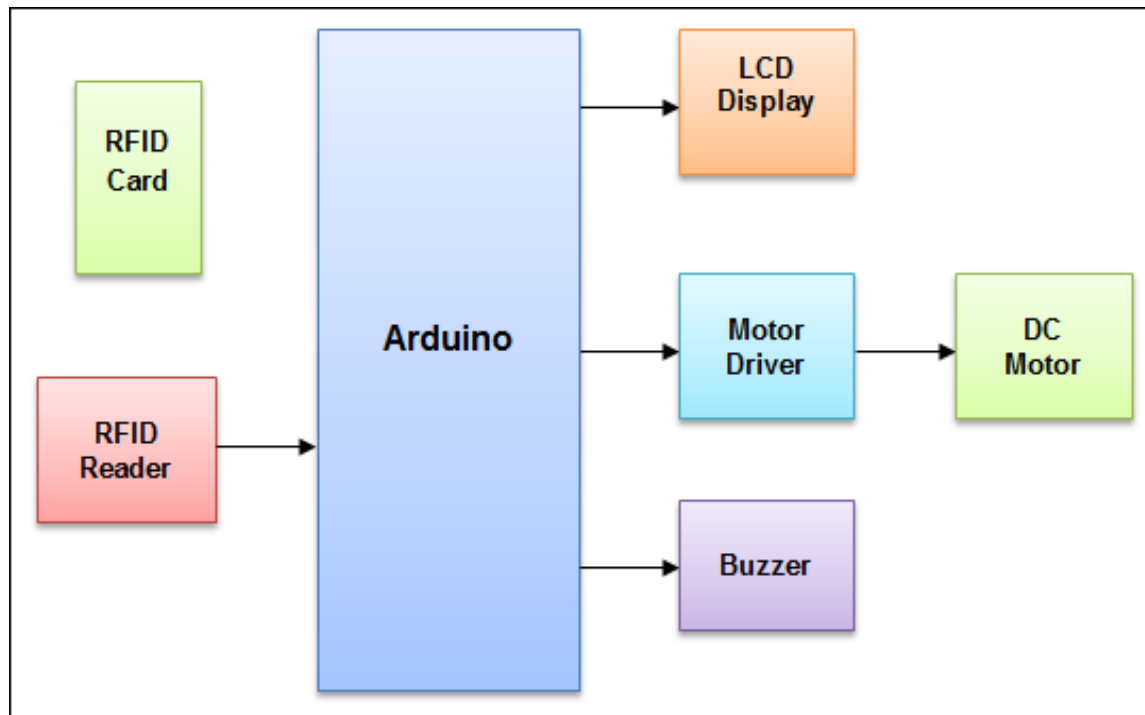 RFID
Card
RFID
Reader
Arduino
LCD
Display
Motor
Driver
DC
Motor
Buzzer